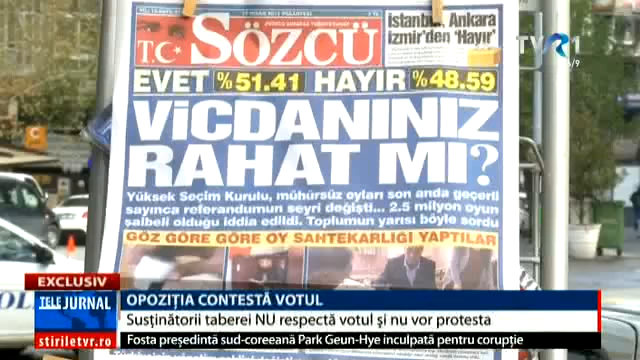 T.C.
SÖZCÜ
İstanbul, Ankara
İzmir'den 'Hayır'
TVR1
EVET %51.41 HAYIR %48.59
VİCDANINIZ
RAHAT MI?
Yüksek Seçim Kurulu, mühürsüz oyları son anda geçerli
sayınca referandumun seyri değişti... 2.5 milyon oyun
şaibeli olduğu iddia edildi. Toplumun yarısı böyle sordu
GÖZ GÖRE GÖRE OY SAHTEKARLIĞI YAPTILAR
EXCLUSIV
TELEJURNAL
stiriletvr.ro
OPOZIȚIA CONTESTĂ VOTUL
Susținătorii taberei NU respectă votul și nu vor protesta
Fosta președintă sud-coreeană Park Geun-Hye inculpată pentru corupție